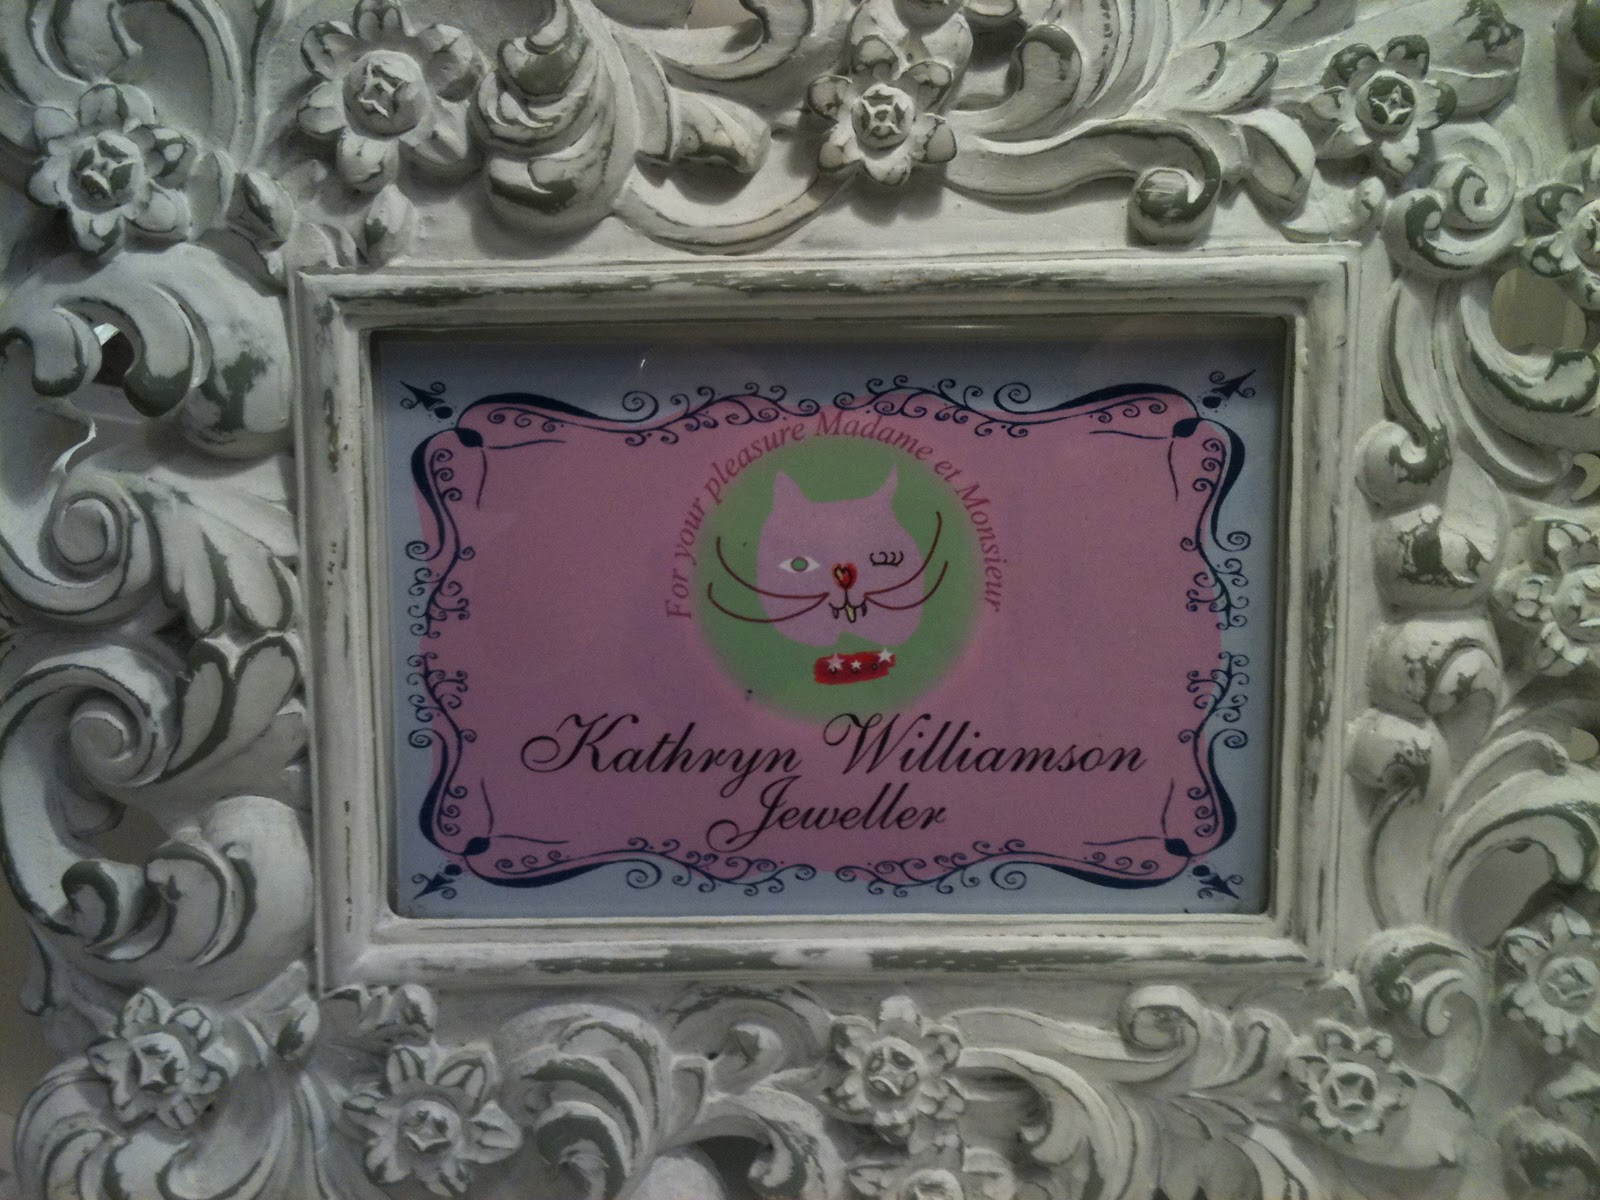 For your pleasure Madame et Monsieur
Kathryn Williamson
Jeweller